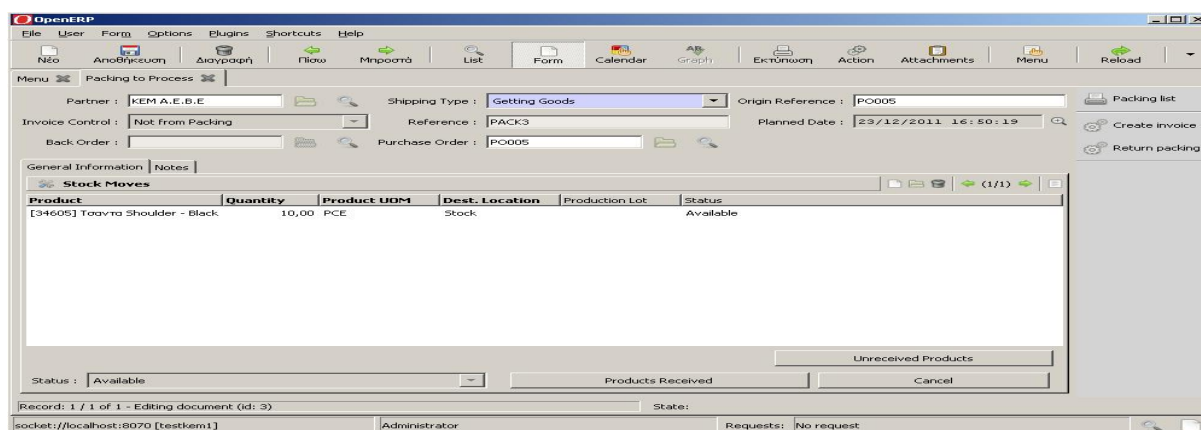 OpenERP
File User Form Options Plugins Shortcuts Help
Νέο Αποθήκευση Διαγραφή Πίσω Μπροστά List Form Calendar Graph Εκτύπωση Action Attachments Menu Reload
Menu Packing to Process
Partner : KEM A.E.B.E Shipping Type : Getting Goods Origin Reference : PO005 Packing list
Invoice Control : Not from Packing Reference : PACK3 Planned Date : 23/12/2011 16:50:19 Create invoice
Back Order : Purchase Order : PO005 Return packing
General Information Notes
Stock Moves (1/1)
Product Quantity Product UOM Dest. Location Production Lot Status
[34605] Τσαντα Shoulder - Black 10,00 PCE Stock Available
Unreceived Products
Status : Available Products Received Cancel
Record: 1 / 1 of 1 - Editing document (id: 3) State:
socket://localhost:8070 [testkem1] Administrator Requests: No request